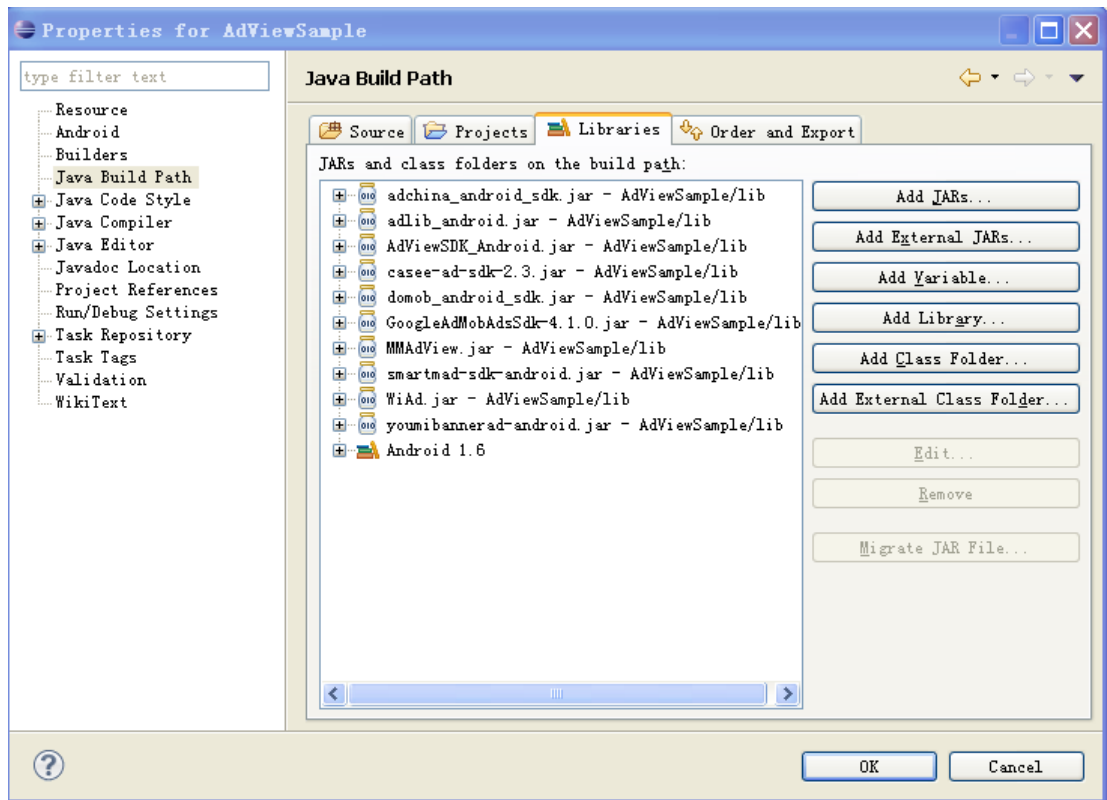 Properties for AdViewSample
type filter text
Resource
Android
Builders
Java Build Path
Java Code Style
Java Compiler
Java Editor
Javadoc Location
Project References
Run/Debug Settings
Task Repository
Task Tags
Validation
WikiText
Java Build Path
Source
Projects
Libraries
Order and Export
JARs and class folders on the build path:
adchina_android_sdk.jar - AdViewSample/lib
adlib_android.jar - AdViewSample/lib
AdViewSDK_Android.jar - AdViewSample/lib
casee-ad-sdk-2.3.jar - AdViewSample/lib
domob_android_sdk.jar - AdViewSample/lib
GoogleAdMobAdsSdk-4.1.0.jar - AdViewSample/lib
MMAdView.jar - AdViewSample/lib
smartmad-sdk-android.jar - AdViewSample/lib
WiAd.jar - AdViewSample/lib
youmibannerad-android.jar - AdViewSample/lib
Android 1.6
Add JARs...
Add External JARs...
Add Variable...
Add Library...
Add Class Folder...
Add External Class Folder...
Edit...
Remove
Migrate JAR File...
OK
Cancel